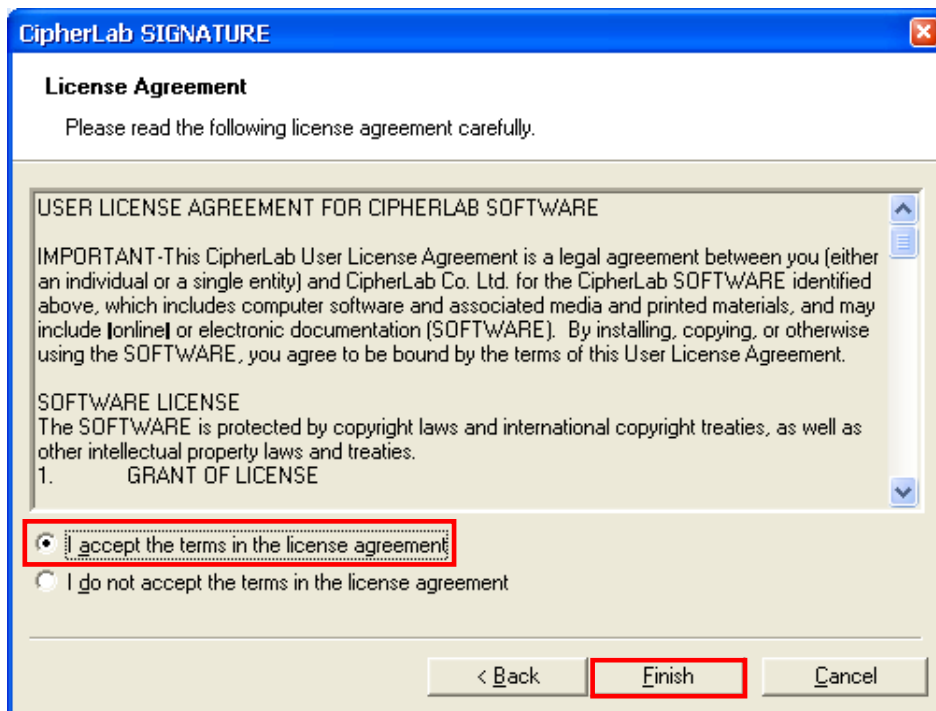 CipherLab SIGNATURE
License Agreement
Please read the following license agreement carefully.
USER LICENSE AGREEMENT FOR CIPHERLAB SOFTWARE
IMPORTANT-This CipherLab User License Agreement is a legal agreement between you (either
an individual or a single entity) and CipherLab Co. Ltd. for the CipherLab SOFTWARE identified
above, which includes computer software and associated media and printed materials, and may
include |online| or electronic documentation (SOFTWARE).  By installing, copying, or otherwise
using the SOFTWARE, you agree to be bound by the terms of this User License Agreement.
SOFTWARE LICENSE
The SOFTWARE is protected by copyright laws and international copyright treaties, as well as
other intellectual property laws and treaties.
1. GRANT OF LICENSE
I accept the terms in the license agreement
I do not accept the terms in the license agreement
< Back Finish Cancel